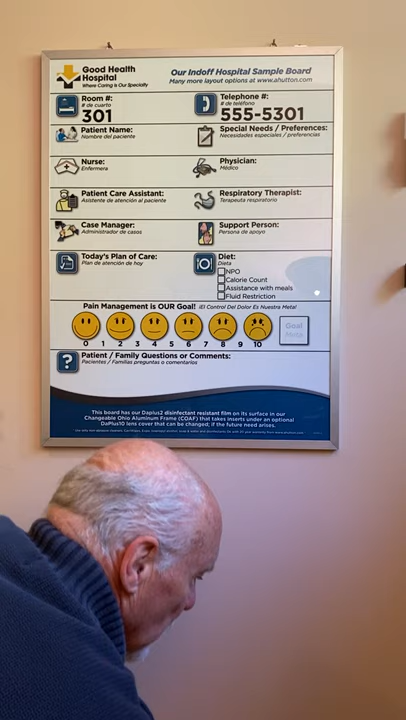 Good Health
Hospital
Where Caring is Our Specialty
Our Indoff Hospital Sample Board
Many more layout options at www.ahutton.com
Room #:
# de cuarto
301
Telephone #:
# de teléfono
555-5301
Patient Name:
Nombre del paciente
Special Needs / Preferences:
Necesidades especiales / preferencias
Nurse:
Enfermera
Physician:
Médico
Patient Care Assistant:
Asistente de atención al paciente
Respiratory Therapist:
Terapeuta respiratorio
Case Manager:
Administrador de casos
Support Person:
Persona de apoyo
Today's Plan of Care:
Plan de atención de hoy
Diet:
Dieta
NPO
Calorie Count
Assistance with meals
Fluid Restriction
Pain Management is OUR Goal! ¡El Control Del Dolor Es Nuestra Meta!
0 1 2 3 4 5 6 7 8 9 10
Goal
Meta
Patient / Family Questions or Comments:
Pacientes / Familias preguntas o comentarios
This board has our Daplus2 disinfectant resistant film on its surface in our
Changeable Ohio Aluminum Frame (COAF) that takes inserts under an optional
DaPlus10 lens cover that can be changed; if the future need arises.